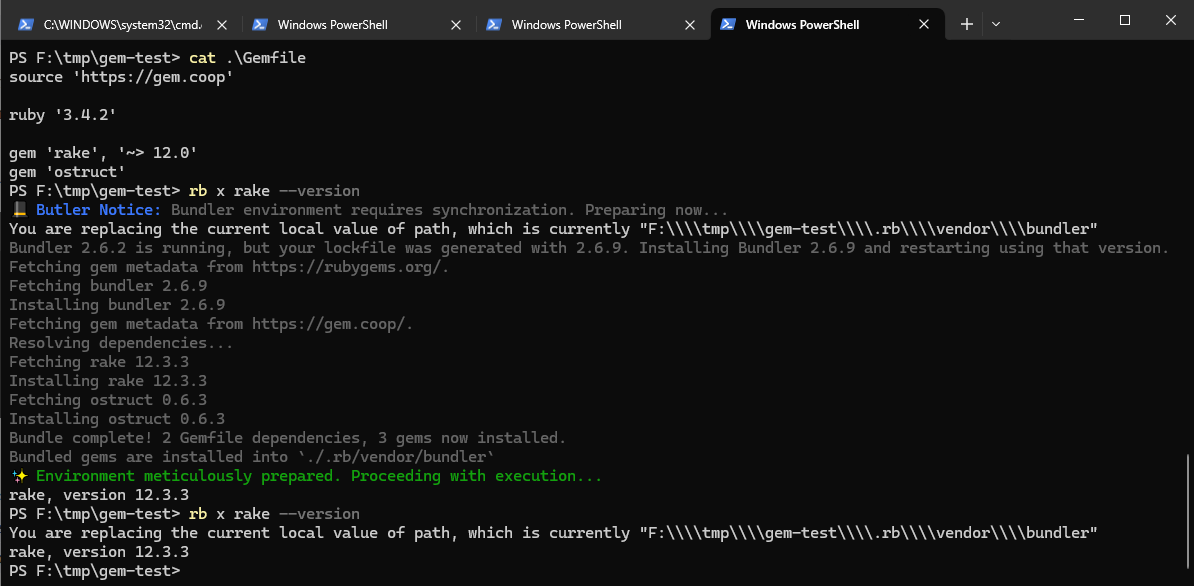 C:\WINDOWS\system32\cmd.
Windows PowerShell
Windows PowerShell
Windows PowerShell
PS F:\tmp\gem-test> cat .\Gemfile
source 'https://gem.coop'
ruby '3.4.2'
gem 'rake', '~> 12.0'
gem 'ostruct'
PS F:\tmp\gem-test> rb x rake --version
Butler Notice: Bundler environment requires synchronization. Preparing now...
You are replacing the current local value of path, which is currently "F:\\\\tmp\\\\gem-test\\\\.rb\\\\vendor\\\\bundler"
Bundler 2.6.2 is running, but your lockfile was generated with 2.6.9. Installing Bundler 2.6.9 and restarting using that version.
Fetching gem metadata from https://rubygems.org/.
Fetching bundler 2.6.9
Installing bundler 2.6.9
Fetching gem metadata from https://gem.coop/.
Resolving dependencies...
Fetching rake 12.3.3
Installing rake 12.3.3
Fetching ostruct 0.6.3
Installing ostruct 0.6.3
Bundle complete! 2 Gemfile dependencies, 3 gems now installed.
Bundled gems are installed into `./.rb/vendor/bundler`
✨ Environment meticulously prepared. Proceeding with execution...
rake, version 12.3.3
PS F:\tmp\gem-test> rb x rake --version
You are replacing the current local value of path, which is currently "F:\\\\tmp\\\\gem-test\\\\.rb\\\\vendor\\\\bundler"
rake, version 12.3.3
PS F:\tmp\gem-test>